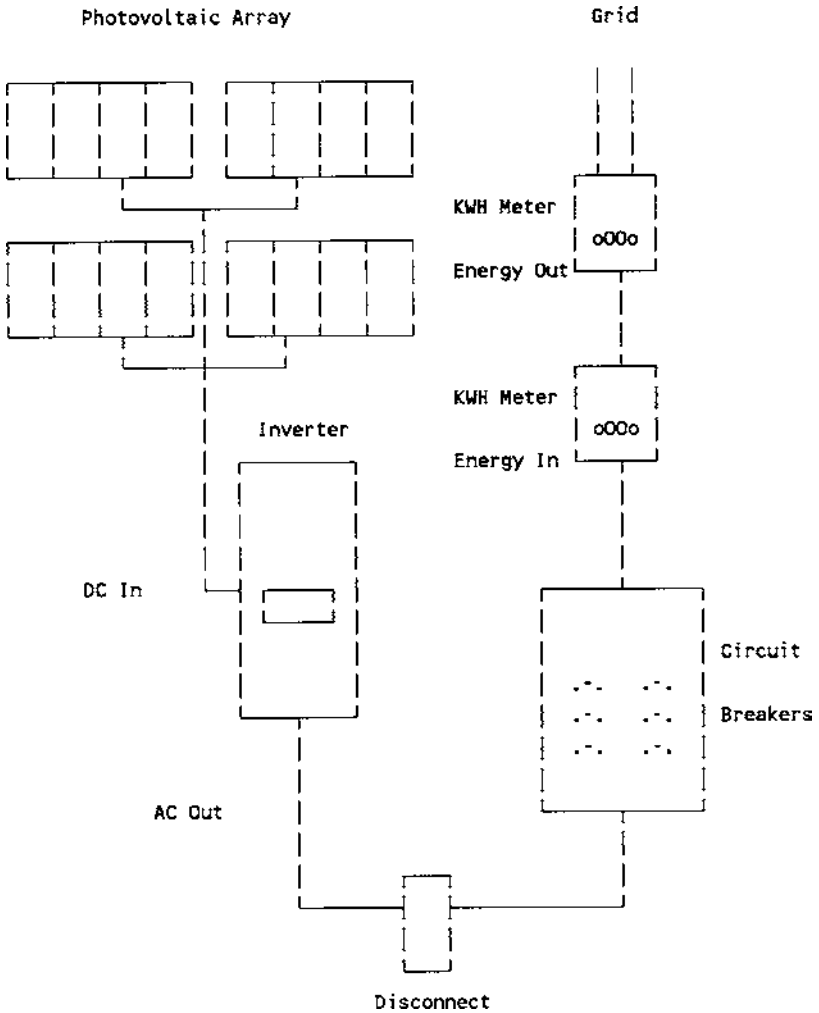 Photovoltaic Array
Grid
KWH Meter
oOOo
Energy Out
KWH Meter
oOOo
Inverter
Energy In
DC In
Circuit
Breakers
AC Out
Disconnect